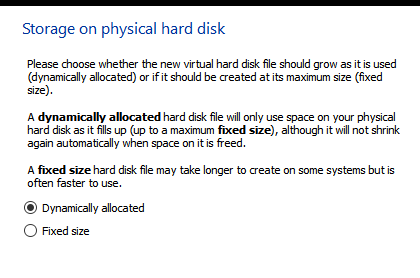 Storage on physical hard disk
Please choose whether the new virtual hard disk file should grow as it is used
(dynamically allocated) or if it should be created at its maximum size (fixed
size).
A dynamically allocated hard disk file will only use space on your physical
hard disk as it fills up (up to a maximum fixed size), although it will not shrink
again automatically when space on it is freed.
A fixed size hard disk file may take longer to create on some systems but is
often faster to use.
Dynamically allocated
Fixed size